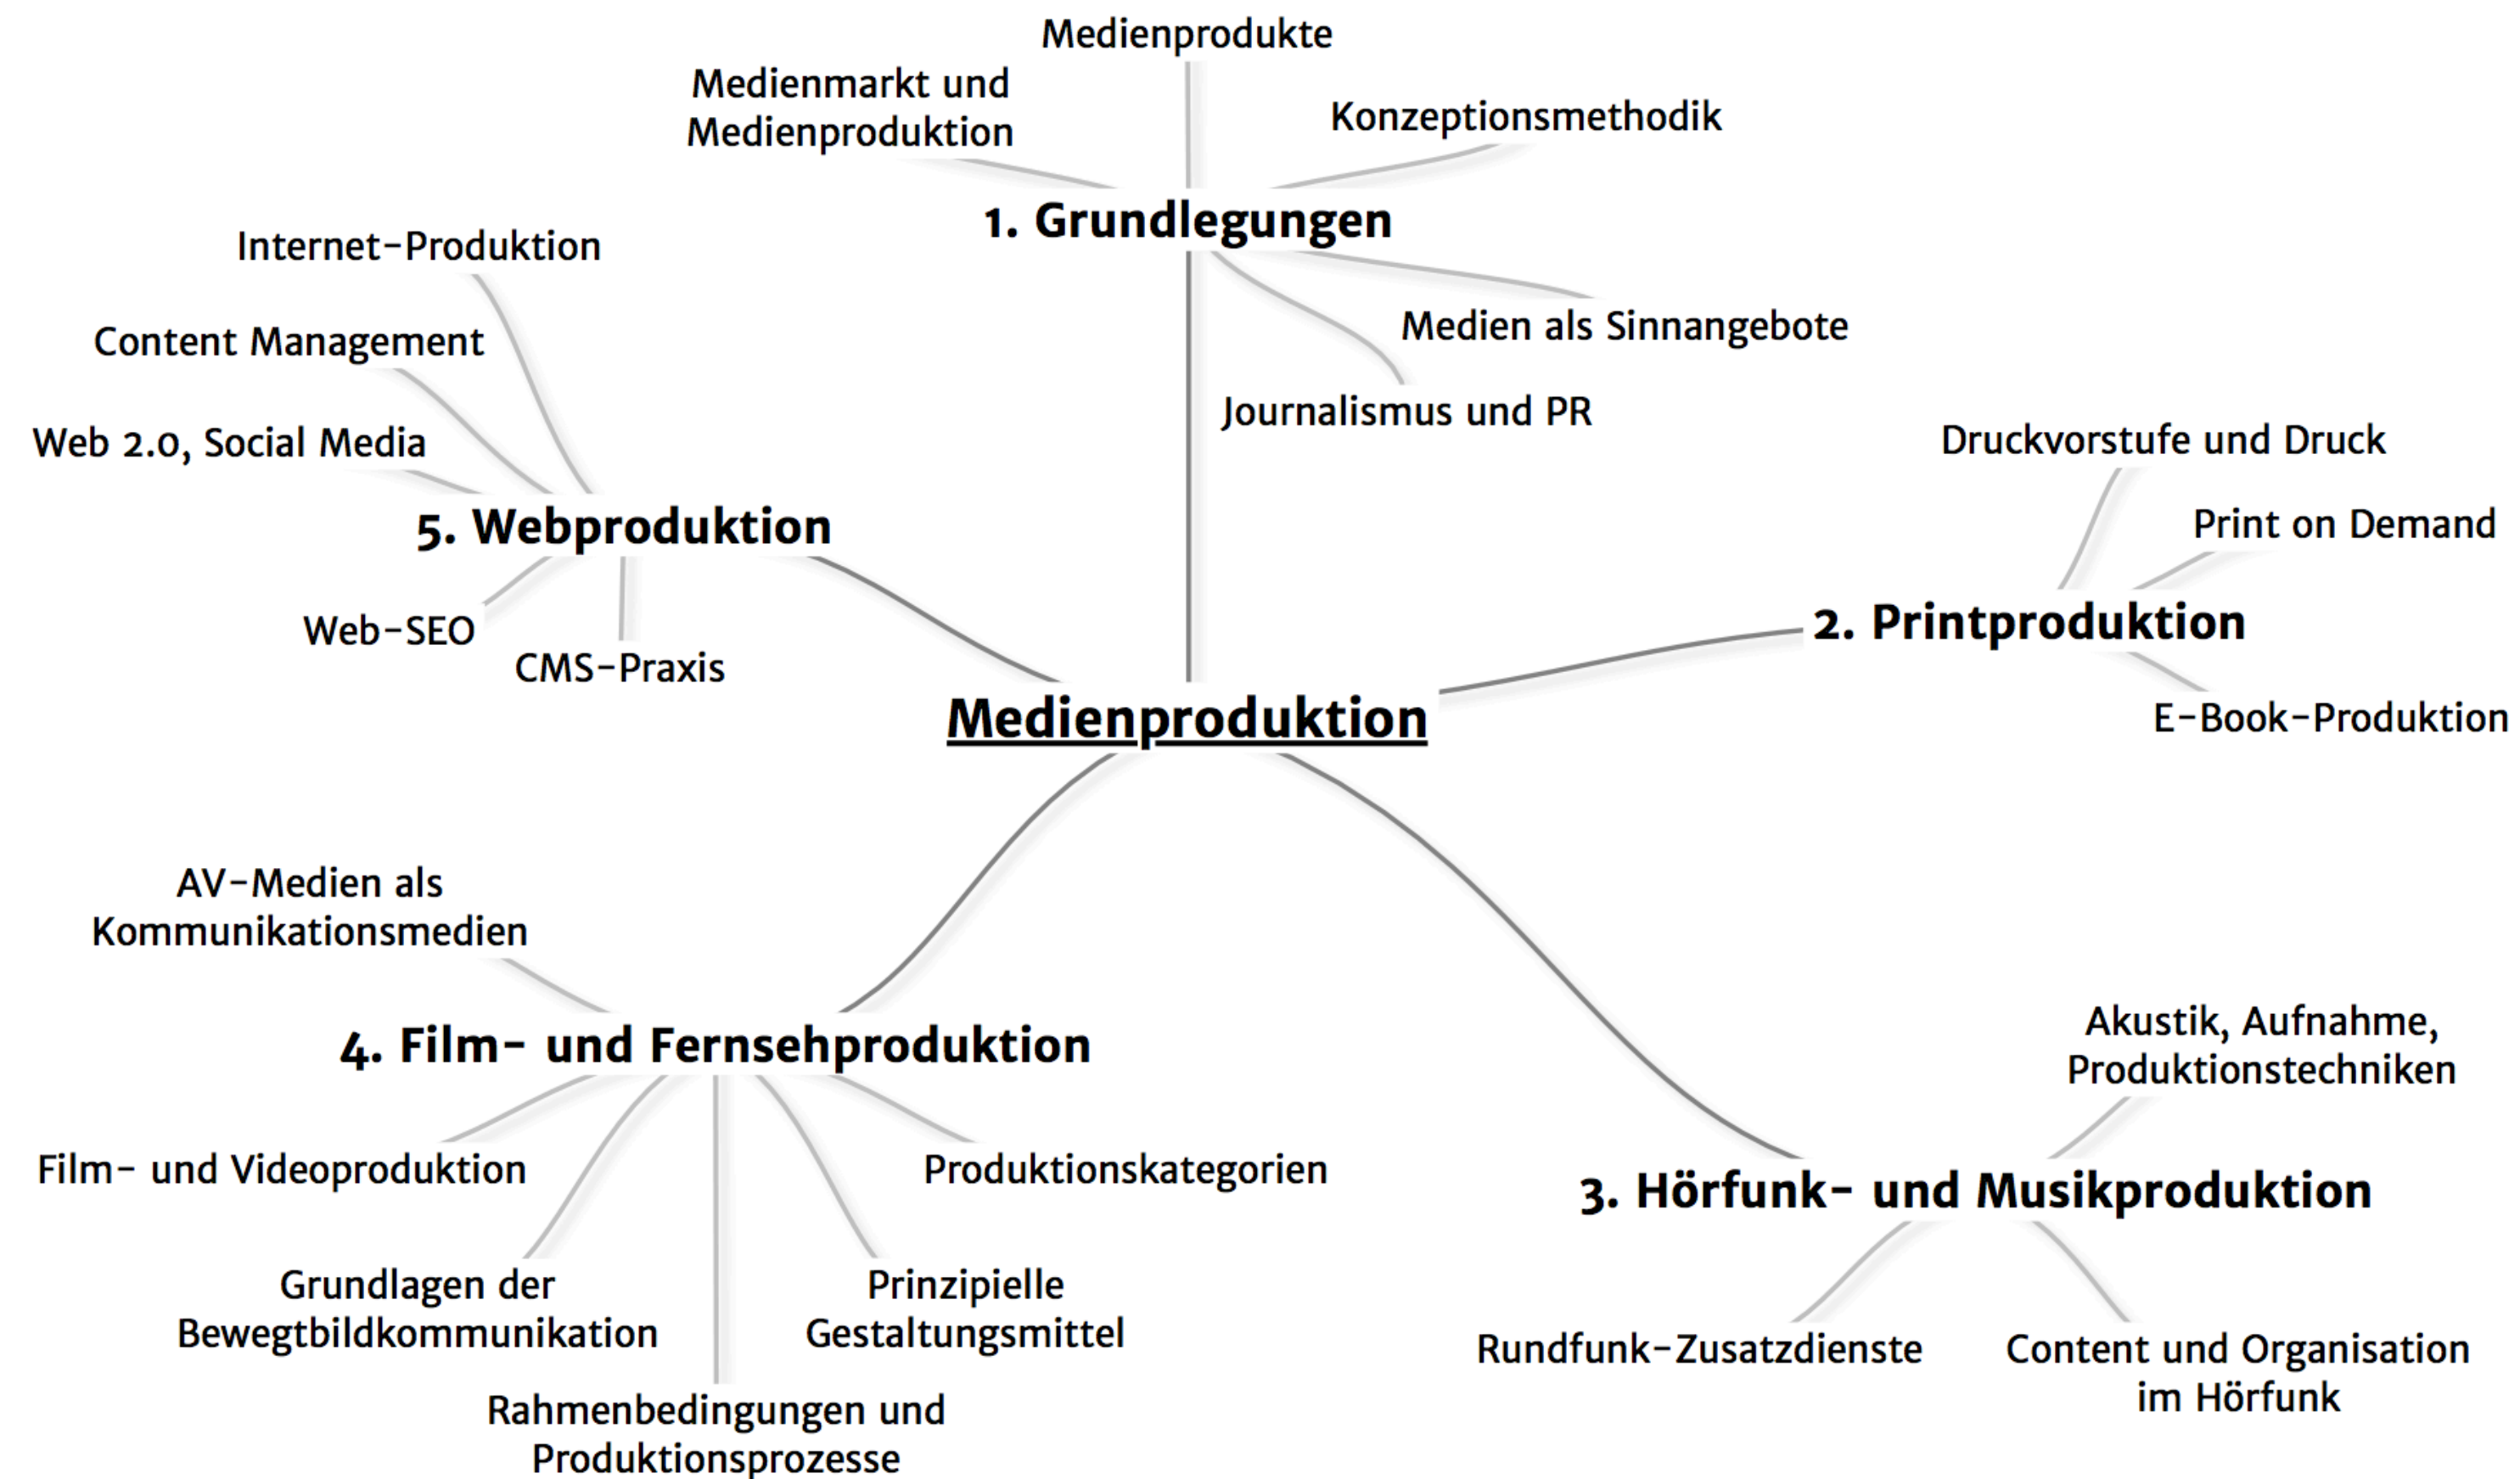 Medienprodukte
Medienmarkt und
Medienproduktion
Konzeptionsmethodik
1. Grundlegungen
Medien als Sinnangebote
Journalismus und PR
Internet-Produktion
Content Management
Web 2.0, Social Media
5. Webproduktion
Web-SEO
CMS-Praxis
Druckvorstufe und Druck
Print on Demand
2. Printproduktion
E-Book-Produktion
Medienproduktion
AV-Medien als
Kommunikationsmedien
4. Film- und Fernsehproduktion
Film- und Videoproduktion
Produktionskategorien
Grundlagen der
Bewegtbildkommunikation
Prinzipielle
Gestaltungsmittel
Rahmenbedingungen und
Produktionsprozesse
Akustik, Aufnahme,
Produktionstechniken
3. Hörfunk- und Musikproduktion
Rundfunk-Zusatzdienste
Content und Organisation
im Hörfunk